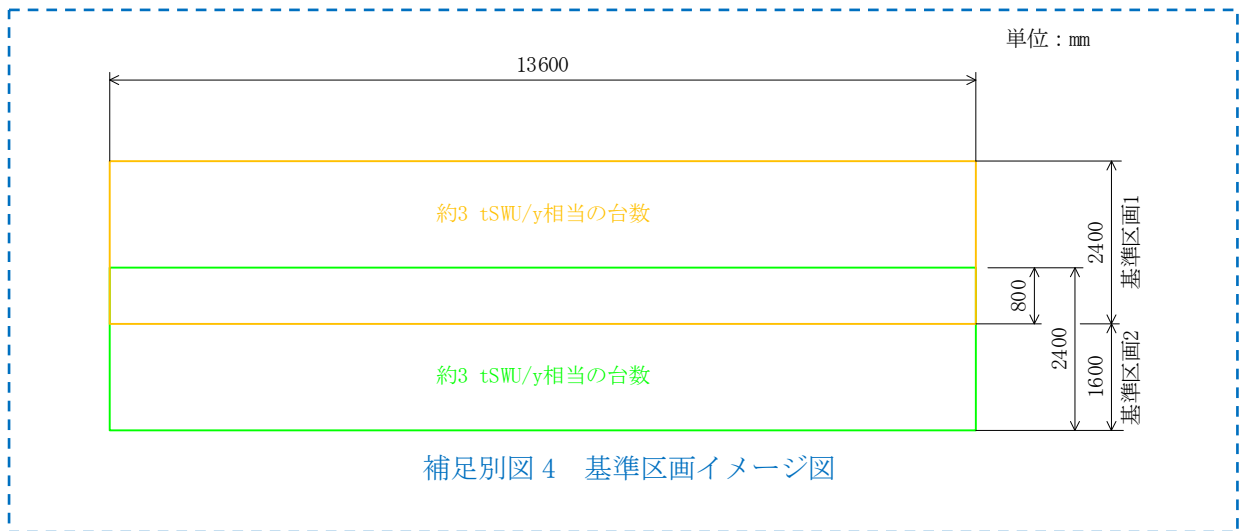 単位：mm
13600
約3 tSWU/y相当の台数
2400
基準区画1
800
2400
約3 tSWU/y相当の台数
1600
基準区画2
補足別図 4　基準区画イメージ図